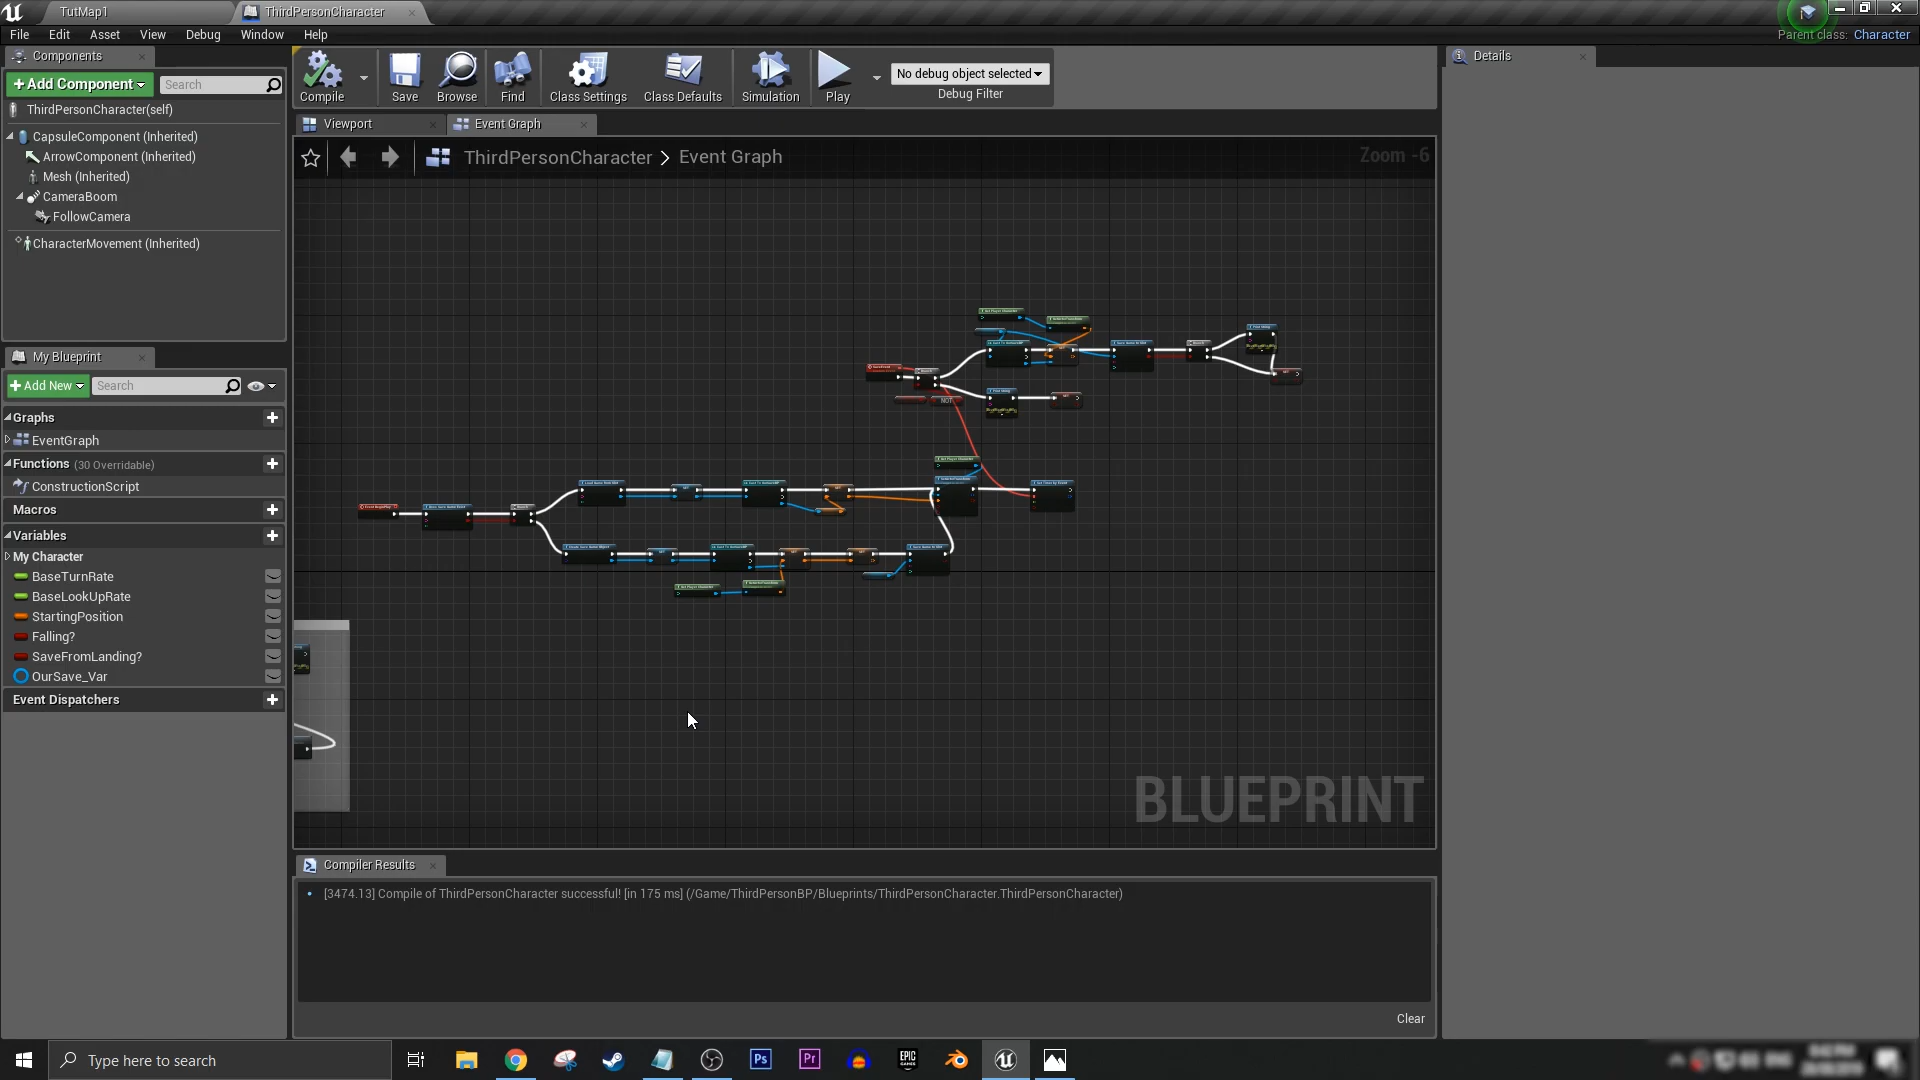 TutMap1
ThirdPersonCharacter
File
Edit
Asset
View
Debug
Window
Help
Parent class: Character
Components
+Add Component
Search
ThirdPersonCharacter(self)
CapsuleComponent (Inherited)
ArrowComponent (Inherited)
Mesh (Inherited)
CameraBoom
FollowCamera
CharacterMovement (Inherited)
My Blueprint
+Add New
Search
Graphs
EventGraph
Functions (30 Overridable)
ConstructionScript
Macros
Variables
My Character
BaseTurnRate
BaseLookUpRate
StartingPosition
Falling?
SaveFromLanding?
OurSave_Var
Event Dispatchers
Compile
Save
Browse
Find
Class Settings
Class Defaults
Simulation
Play
No debug object selected
Debug Filter
Viewport
Event Graph
ThirdPersonCharacter > Event Graph
Zoom -6
NOT
BLUEPRINT
Compiler Results
[3474.13] Compile of ThirdPersonCharacter successful! [in 175 ms] (/Game/ThirdPersonBP/Blueprints/ThirdPersonCharacter.ThirdPersonCharacter)
Clear
Details
Type here to search
Ps
Pr
EPIC
GAMES